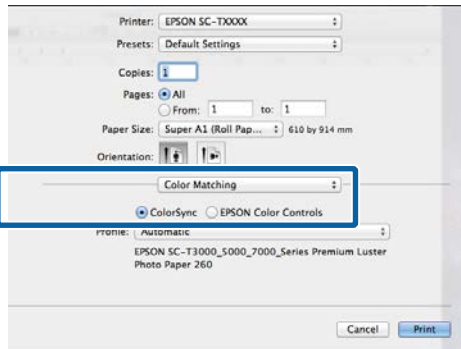 Printer: EPSON SC-TXXXX
Presets: Default Settings
Copies: 1
Pages: All
From: 1 to: 1
Paper Size: Super A1 (Roll Pap... 610 by 914 mm
Orientation:
Color Matching
ColorSync EPSON Color Controls
Profile: Automatic
EPSON SC-T3000_5000_7000_Series Premium Luster
Photo Paper 260
Cancel Print